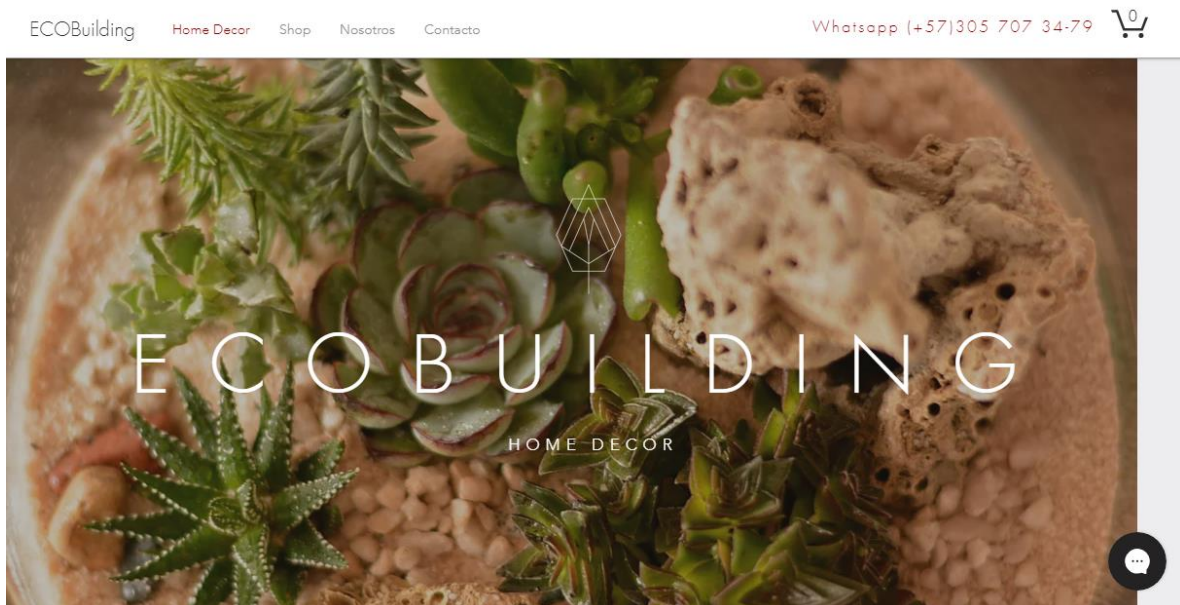 ECOBuilding Home Decor Shop Nosotros Contacto Whatsapp (+57)305 707 34-79 0
ECOBUILDING
HOME DECOR